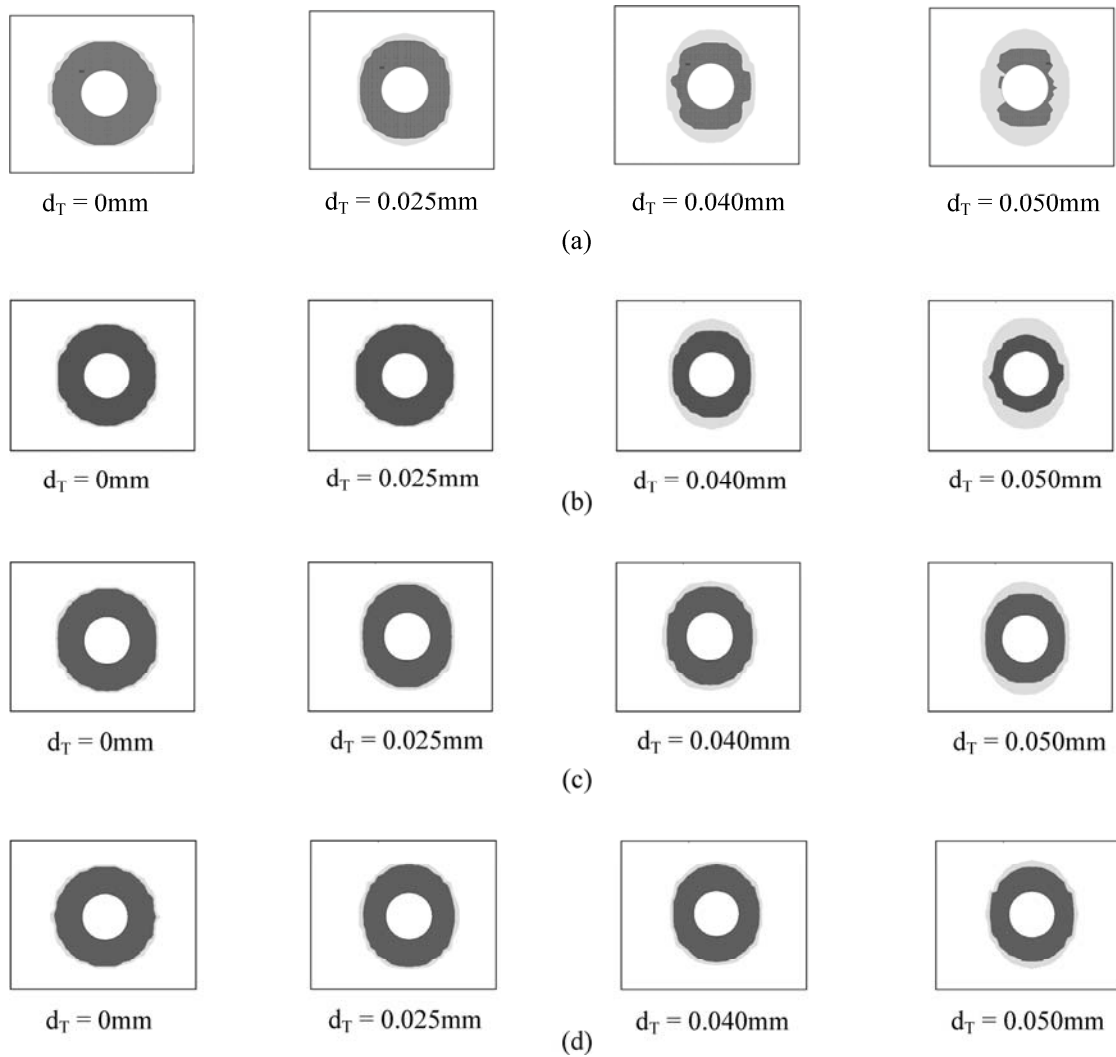 d_T = 0mm d_T = 0.025mm d_T = 0.040mm d_T = 0.050mm
(a)
d_T = 0mm d_T = 0.025mm d_T = 0.040mm d_T = 0.050mm
(b)
d_T = 0mm d_T = 0.025mm d_T = 0.040mm d_T = 0.050mm
(c)
d_T = 0mm d_T = 0.025mm d_T = 0.040mm d_T = 0.050mm
(d)